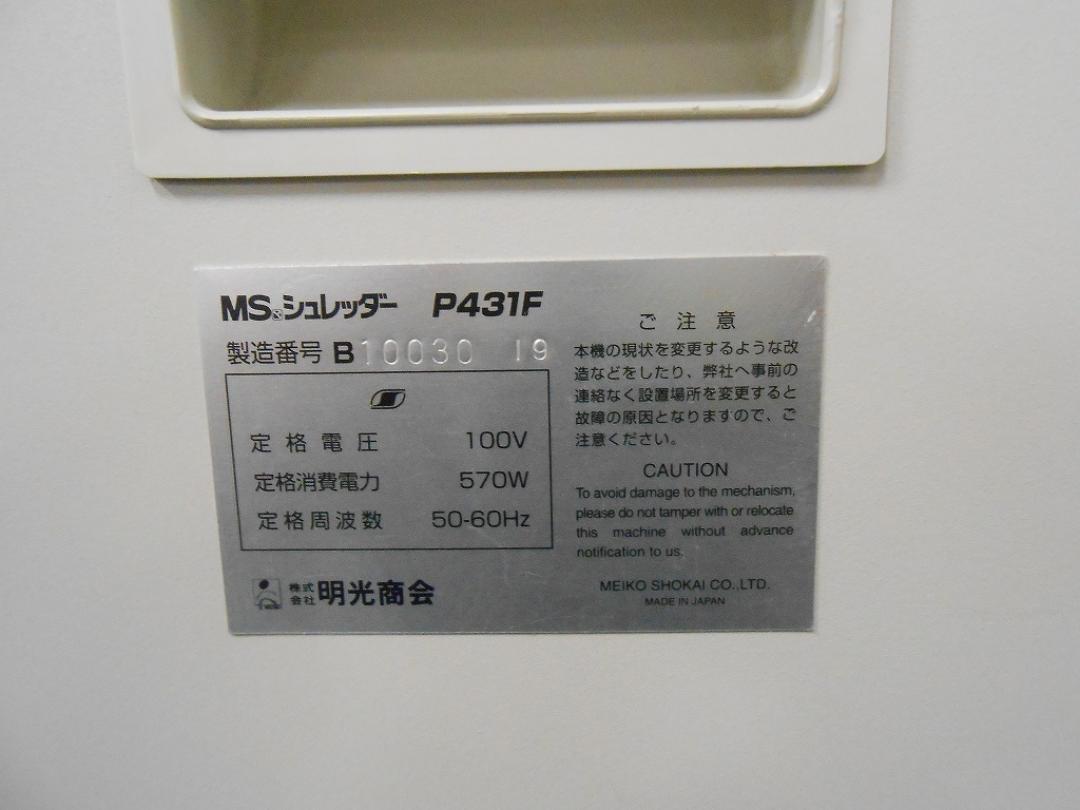 MSシュレッダー P431F
製造番号 B10030 19
定格電圧 100V
定格消費電力 570W
定格周波数 50-60Hz
株式会社 明光商会
ご注意
本機の現状を変更するような改
造などをしたり、弊社へ事前の
連絡なく設置場所を変更すると
故障の原因となりますので、ご
注意ください。
CAUTION
To avoid damage to the mechanism,
please do not tamper with or relocate
this machine without advance
notification to us.
MEIKO SHOKAI CO.,LTD.
MADE IN JAPAN